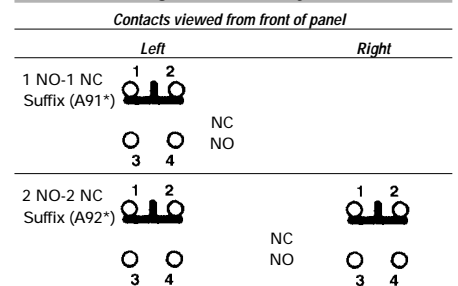 Contacts viewed from front of panel
Left Right
1 NO-1 NC
Suffix (A91*)
1 2
NC
NO
3 4
2 NO-2 NC
Suffix (A92*)
1 2 1 2
NC
NO
3 4 3 4